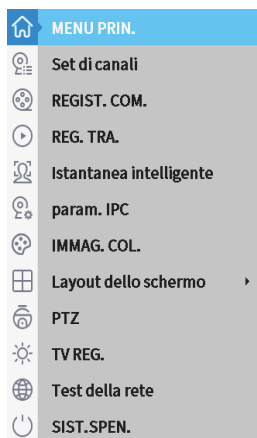 MENU PRIN.
Set di canali
REGIST. COM.
REG. TRA.
Istantanea intelligente
param. IPC
IMMAG. COL.
Layout dello schermo
PTZ
TV REG.
Test della rete
SIST.SPEN.